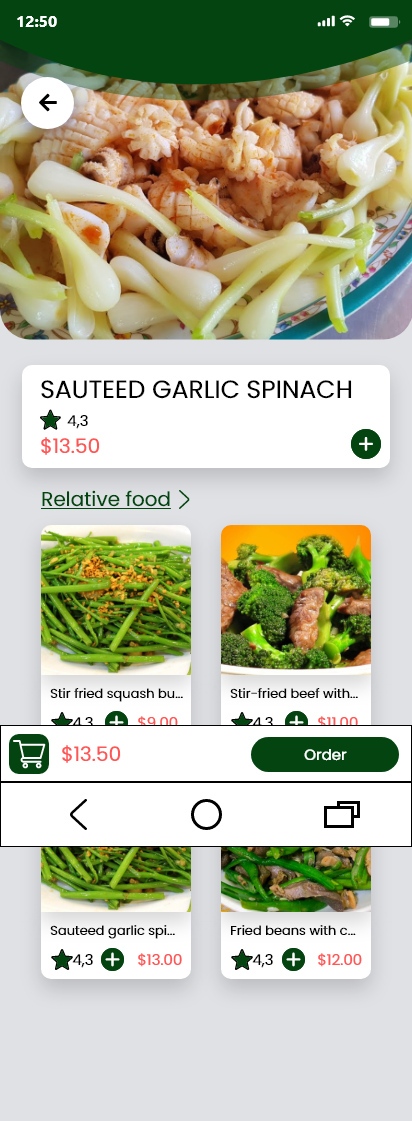 12:50
SAUTEED GARLIC SPINACH
4,3
$13.50
Relative food
Stir fried squash bu...
Stir-fried beef with...
4,3 $9.00
4,3 $11.00
$13.50
Order
Sauteed garlic spi...
Fried beans with c...
4,3 $13.00
4,3 $12.00